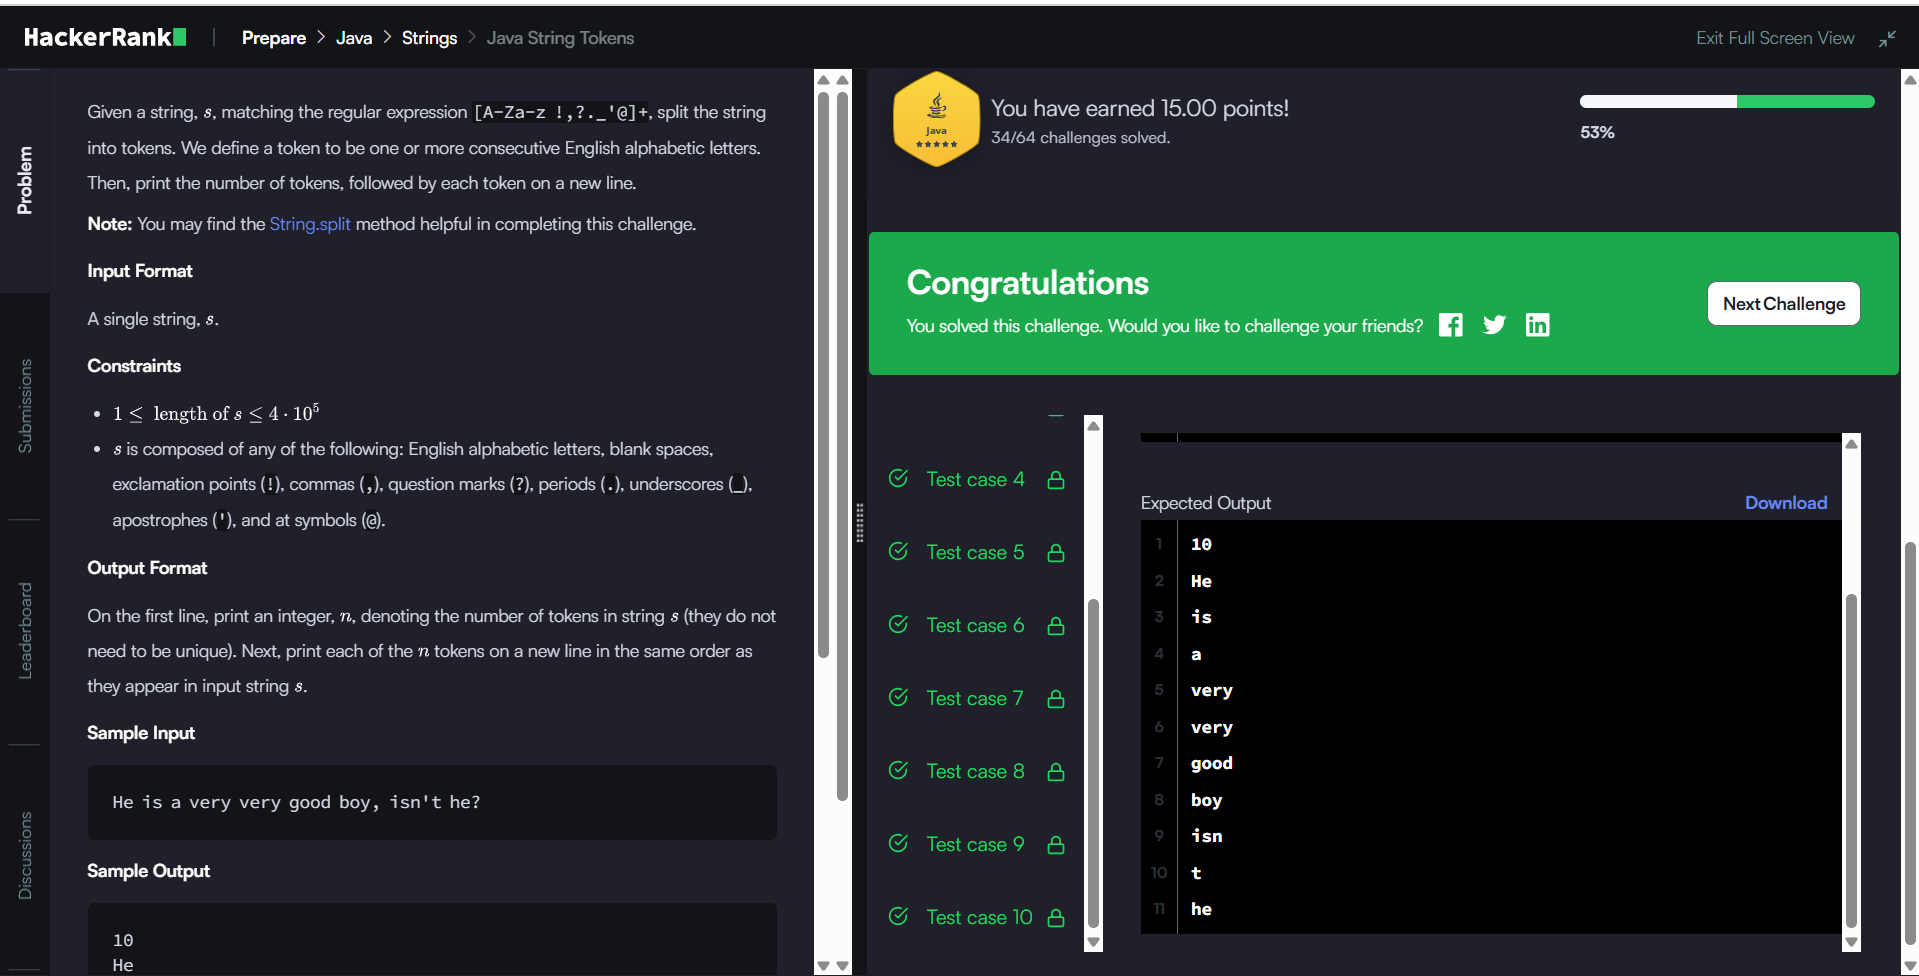 HackerRank
Prepare > Java > Strings > Java String Tokens
Exit Full Screen View
Problem
Submissions
Leaderboard
Discussions
Given a string, s, matching the regular expression [A-Za-z !,?._'@]+, split the string
into tokens. We define a token to be one or more consecutive English alphabetic letters.
Then, print the number of tokens, followed by each token on a new line.
Note: You may find the String.split method helpful in completing this challenge.
Input Format
A single string, s.
Constraints
• 1 ≤ length of s ≤ 4 · 10⁵
• s is composed of any of the following: English alphabetic letters, blank spaces,
exclamation points (!), commas (,), question marks (?), periods (.), underscores (_),
apostrophes ('), and at symbols (@).
Output Format
On the first line, print an integer, n, denoting the number of tokens in string s (they do not
need to be unique). Next, print each of the n tokens on a new line in the same order as
they appear in input string s.
Sample Input
He is a very very good boy, isn't he?
Sample Output
10
He
Java
You have earned 15.00 points!
34/64 challenges solved.
53%
Congratulations
You solved this challenge. Would you like to challenge your friends?
Next Challenge
Test case 4
Test case 5
Test case 6
Test case 7
Test case 8
Test case 9
Test case 10
Expected Output
Download
1 10
2 He
3 is
4 a
5 very
6 very
7 good
8 boy
9 isn
10 t
11 he